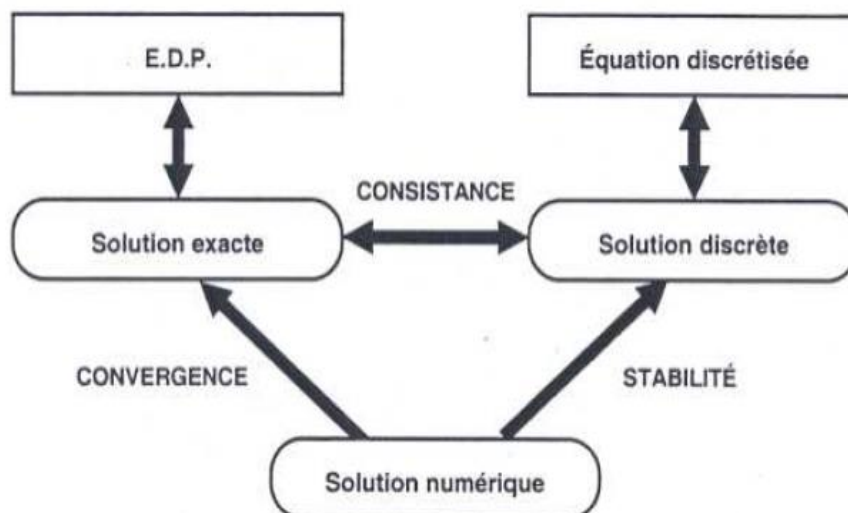 E.D.P.
Équation discrétisée
CONSISTANCE
Solution exacte
Solution discrète
CONVERGENCE
STABILITÉ
Solution numérique